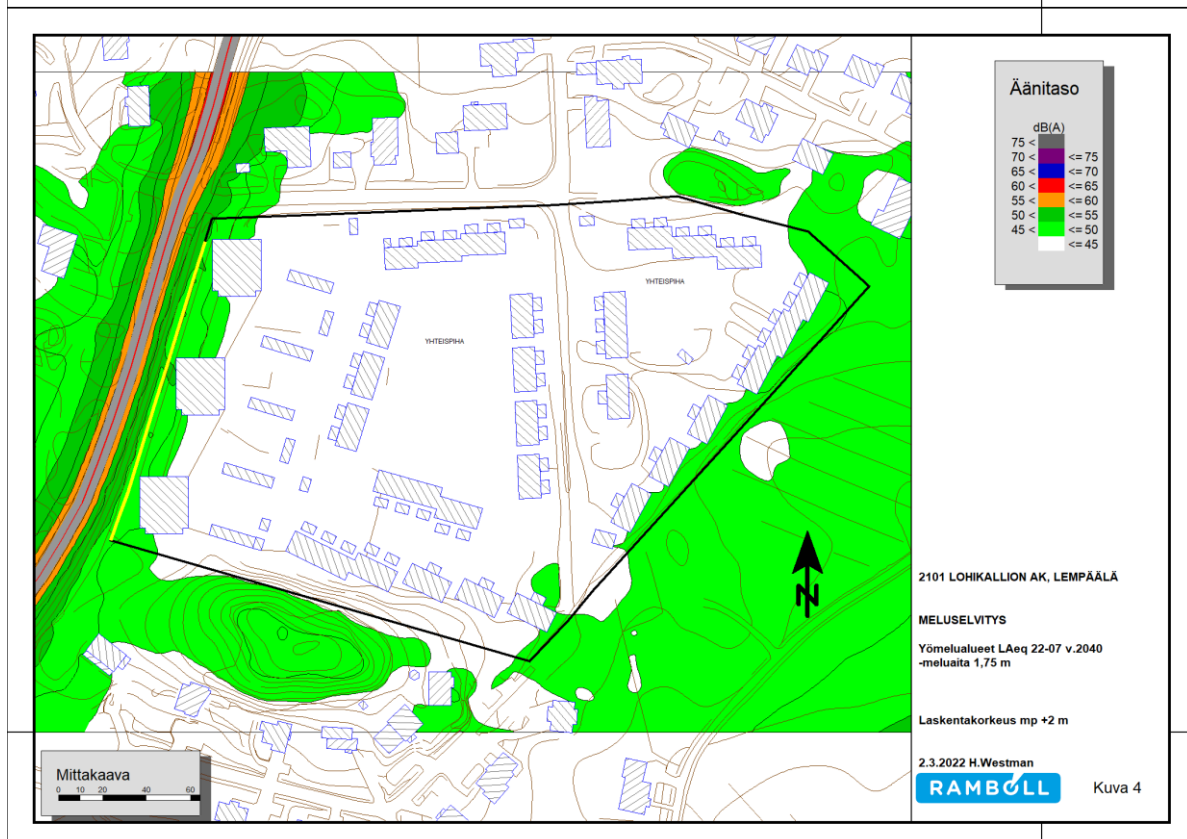 YHTEISPIHA
YHTEISPIHA
Äänitaso
dB(A)
75 <
70 < <= 75
65 < <= 70
60 < <= 65
55 < <= 60
50 < <= 55
45 < <= 50
<= 45
N
2101 LOHIKALLION AK, LEMPÄÄLÄ
MELUSELVITYS
Yömelualueet LAeq 22-07 v.2040
-meluaita 1,75 m
Laskentakorkeus mp +2 m
2.3.2022 H.Westman
RAMBOLL
Kuva 4
Mittakaava
0 10 20 40 60